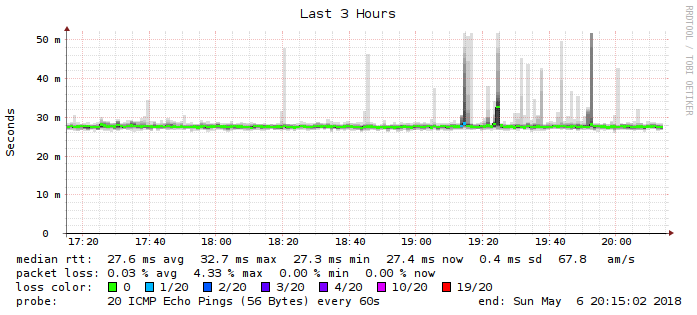 Last 3 Hours
RRDTOOL / TOBI OETIKER
Seconds
50 m
40 m
30 m
20 m
10 m
0
17:20 17:40 18:00 18:20 18:40 19:00 19:20 19:40 20:00
median rtt: 27.6 ms avg 32.7 ms max 27.3 ms min 27.4 ms now 0.4 ms sd 67.8 am/s
packet loss: 0.03 % avg 4.33 % max 0.00 % min 0.00 % now
loss color: 0 1/20 2/20 3/20 4/20 10/20 19/20
probe: 20 ICMP Echo Pings (56 Bytes) every 60s end: Sun May 6 20:15:02 2018